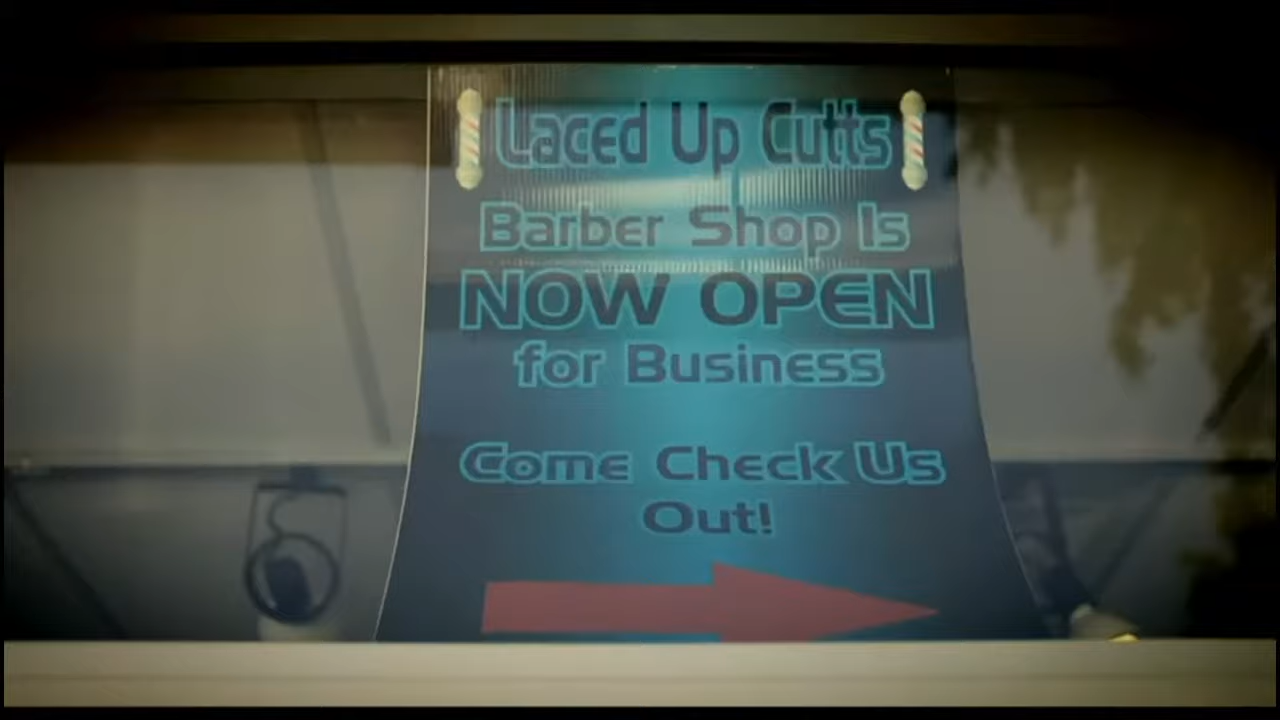 Laced Up Cutts
Barber Shop Is
NOW OPEN
for Business
Come Check Us
Out!